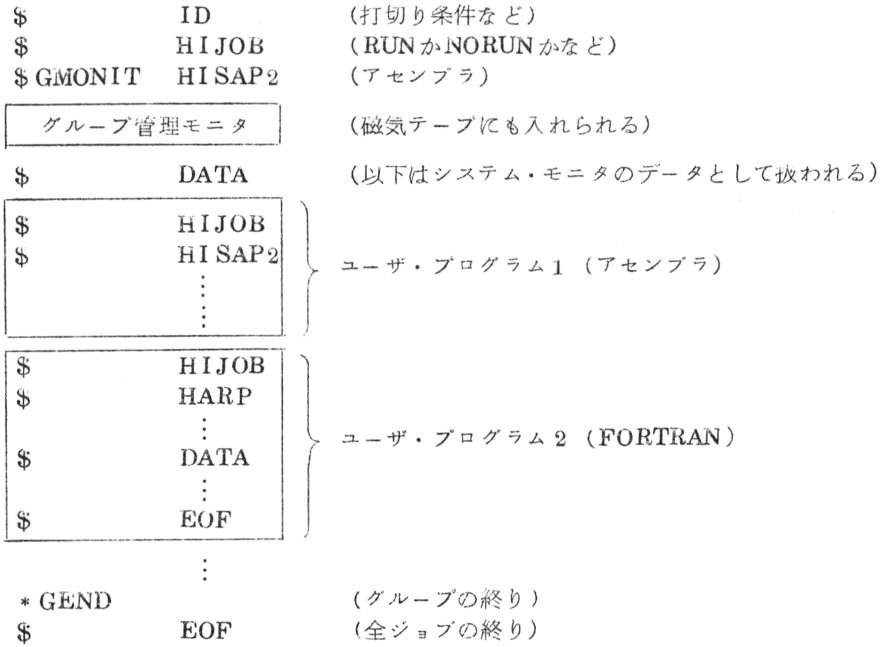 $ ID (打切り条件など)
$ HIJOB (RUNかNORUNかなど)
$ GMONIT HISAP2 (アセンブラ)
グループ管理モニタ (磁気テープにも入れられる)
$ DATA (以下はシステム・モニタのデータとして扱われる)
$ HIJOB
$ HISAP2
ユーザ・プログラム1 (アセンブラ)
$ HIJOB
$ HARP
ユーザ・プログラム2 (FORTRAN)
$ DATA
$ EOF
* GEND (グループの終り)
$ EOF (全ジョブの終り)